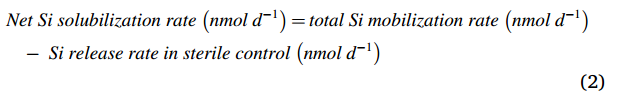 Net Si solubilization rate (nmol d⁻¹) = total Si mobilization rate (nmol d⁻¹)
− Si release rate in sterile control (nmol d⁻¹)
(2)